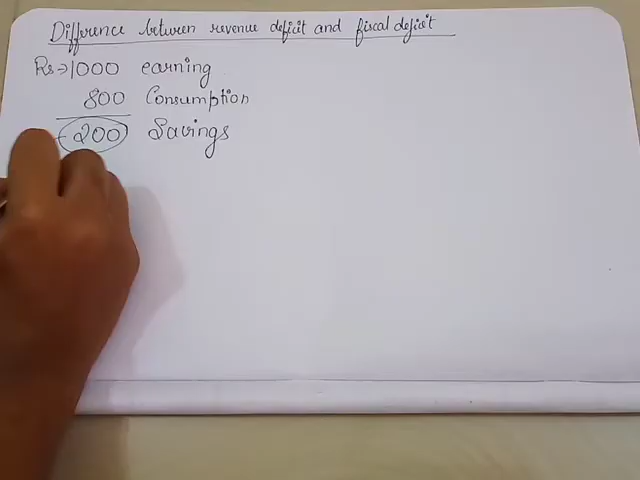 Difference between revenue deficit and fiscal deficit
Rs → 1000 earning
800 Consumption
200 Savings